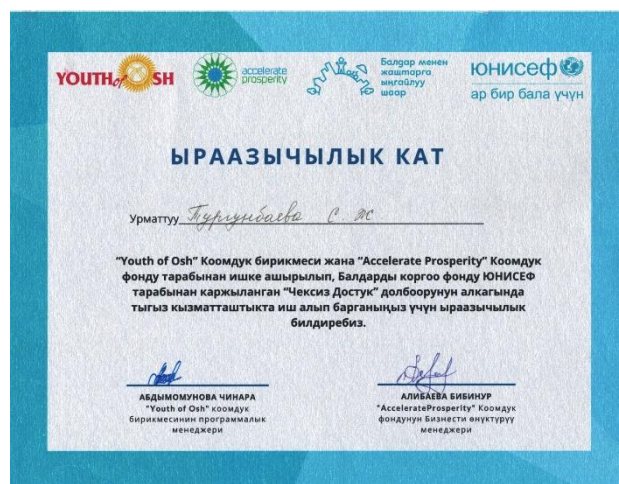 YOUTH of OSH
accelerate prosperity
Балдар менен
жаштарга
ыңгайлуу
шаар
юнисеф
ар бир бала үчүн
ЫРААЗЫЧЫЛЫК КАТ
Урматтуу Тургунбаева С. Ж
"Youth of Osh" Коомдук бирикмеси жана "Accelerate Prosperity" Коомдук
фонду тарабынан ишке ашырылып, Балдарды коргоо фонду ЮНИСЕФ
тарабынан каржыланган "Чексиз Достук" долбоорунун алкагында
тыгыз кызматташтыкта иш алып барганыңыз үчүн ыраазычылык
билдиребиз.
АБДЫМОМУНОВА ЧИНАРА
"Youth of Osh" коомдук
бирикмесинин программалык
менеджери
АЛИБАЕВА БИБИНУР
"AccelerateProsperity" Коомдук
фондунун Бизнести өнүктүрүү
менеджери